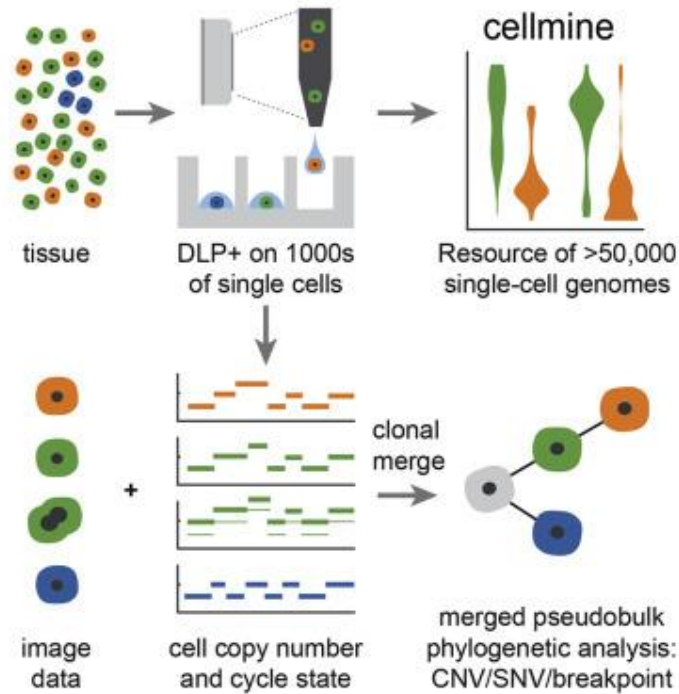 cellmine
tissue
DLP+ on 1000s
of single cells
Resource of >50,000
single-cell genomes
clonal
merge
+
image
data
cell copy number
and cycle state
merged pseudobulk
phylogenetic analysis:
CNV/SNV/breakpoint